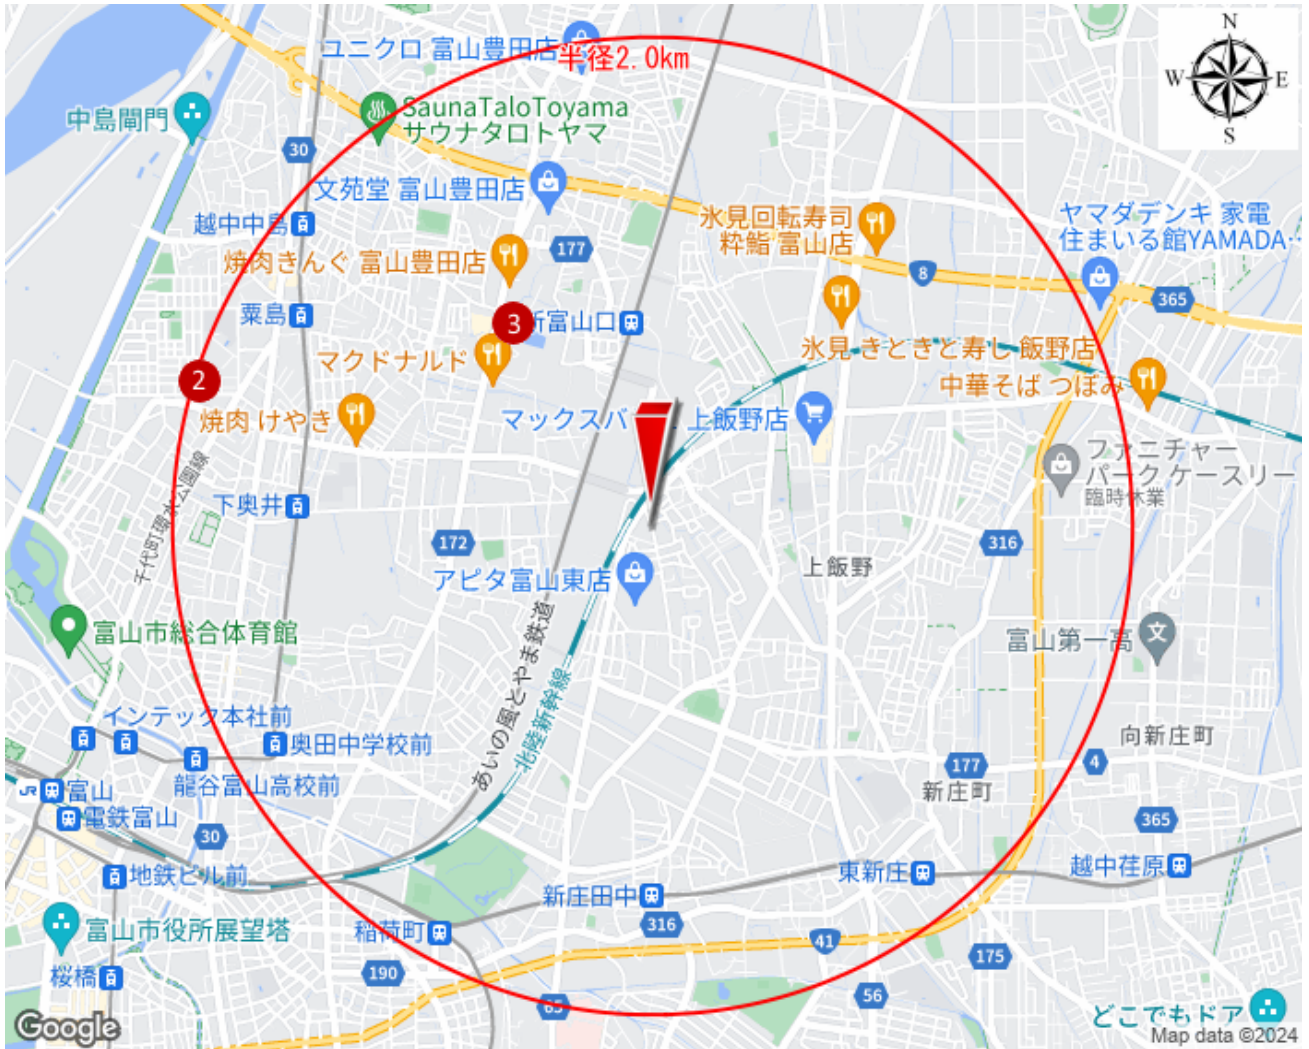 ユニクロ 富山豊田店
半径2.0km
N
W
E
S
中島閘門
SaunaTaloToyama
サウナタロトヤマ
30
文苑堂 富山豊田店
越中中島
177
焼肉きんぐ 富山豊田店
氷見回転寿司
粋鮨 富山店
ヤマダデンキ 家電
住まいる館YAMADA…
8
365
粟島
3
新富山口
マクドナルド
氷見 きときと寿し 飯野店
2
中華そば つぼみ
焼肉 けやき
マックスバ
上飯野店
ファニチャー
パーク ケースリー
臨時休業
千代町環水公園線
下奥井
172
316
上飯野
アピタ富山東店
富山市総合体育館
富山第一高
あいの風とやま鉄道
北陸新幹線
インテック本社前
奥田中学校前
向新庄町
龍谷富山高校前
177
4
新庄町
JR
富山
電鉄富山
30
365
地鉄ビル前
新庄田中
東新庄
越中荏原
富山市役所展望塔
稲荷町
316
41
175
桜橋
190
56
65
どこでもドア
Google
Map data ©2024